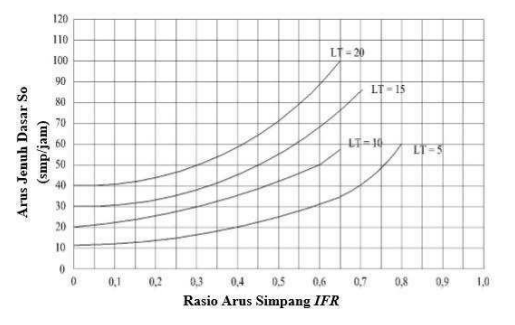 Arus Jenuh Dasar So
(smp/jam)
120
110
100
90
80
70
60
50
40
30
20
10
0
LT = 20
LT = 15
LT = 10
LT = 5
0 0,1 0,2 0,3 0,4 0,5 0,6 0,7 0,8 0,9 1,0
Rasio Arus Simpang IFR